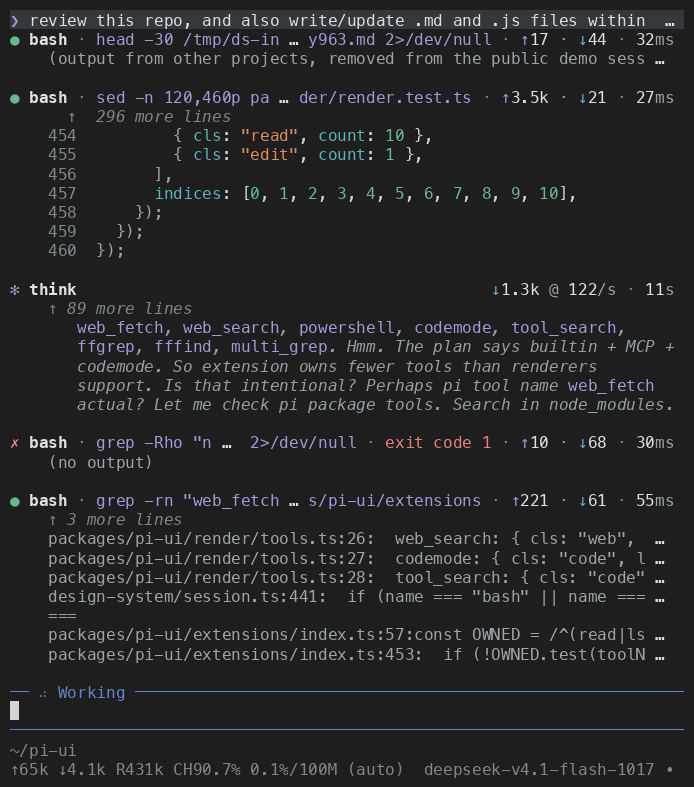 ❯ review this repo, and also write/update .md and .js files within …
● bash · head -30 /tmp/ds-in … y963.md 2>/dev/null · ↑17 · ↓44 · 32ms
(output from other projects, removed from the public demo sess …
● bash · sed -n 120,460p pa … der/render.test.ts · ↑3.5k · ↓21 · 27ms
↑ 296 more lines
454 { cls: "read", count: 10 },
455 { cls: "edit", count: 1 },
456 ],
457 indices: [0, 1, 2, 3, 4, 5, 6, 7, 8, 9, 10],
458 });
459 });
460 });
✻ think ↓1.3k @ 122/s · 11s
↑ 89 more lines
web_fetch, web_search, powershell, codemode, tool_search,
ffgrep, fffind, multi_grep. Hmm. The plan says builtin + MCP +
codemode. So extension owns fewer tools than renderers
support. Is that intentional? Perhaps pi tool name web_fetch
actual? Let me check pi package tools. Search in node_modules.
✗ bash · grep -Rho "n … 2>/dev/null · exit code 1 · ↑10 · ↓68 · 30ms
(no output)
● bash · grep -rn "web_fetch … s/pi-ui/extensions · ↑221 · ↓61 · 55ms
↑ 3 more lines
packages/pi-ui/render/tools.ts:26: web_search: { cls: "web", …
packages/pi-ui/render/tools.ts:27: codemode: { cls: "code", l …
packages/pi-ui/render/tools.ts:28: tool_search: { cls: "code" …
design-system/session.ts:441: if (name === "bash" || name === …
===
packages/pi-ui/extensions/index.ts:57:const OWNED = /^(read|ls …
packages/pi-ui/extensions/index.ts:453: if (!OWNED.test(toolN …
Working
~/pi-ui
↑65k ↓4.1k R431k CH90.7% 0.1%/100M (auto) deepseek-v4.1-flash-1017 •